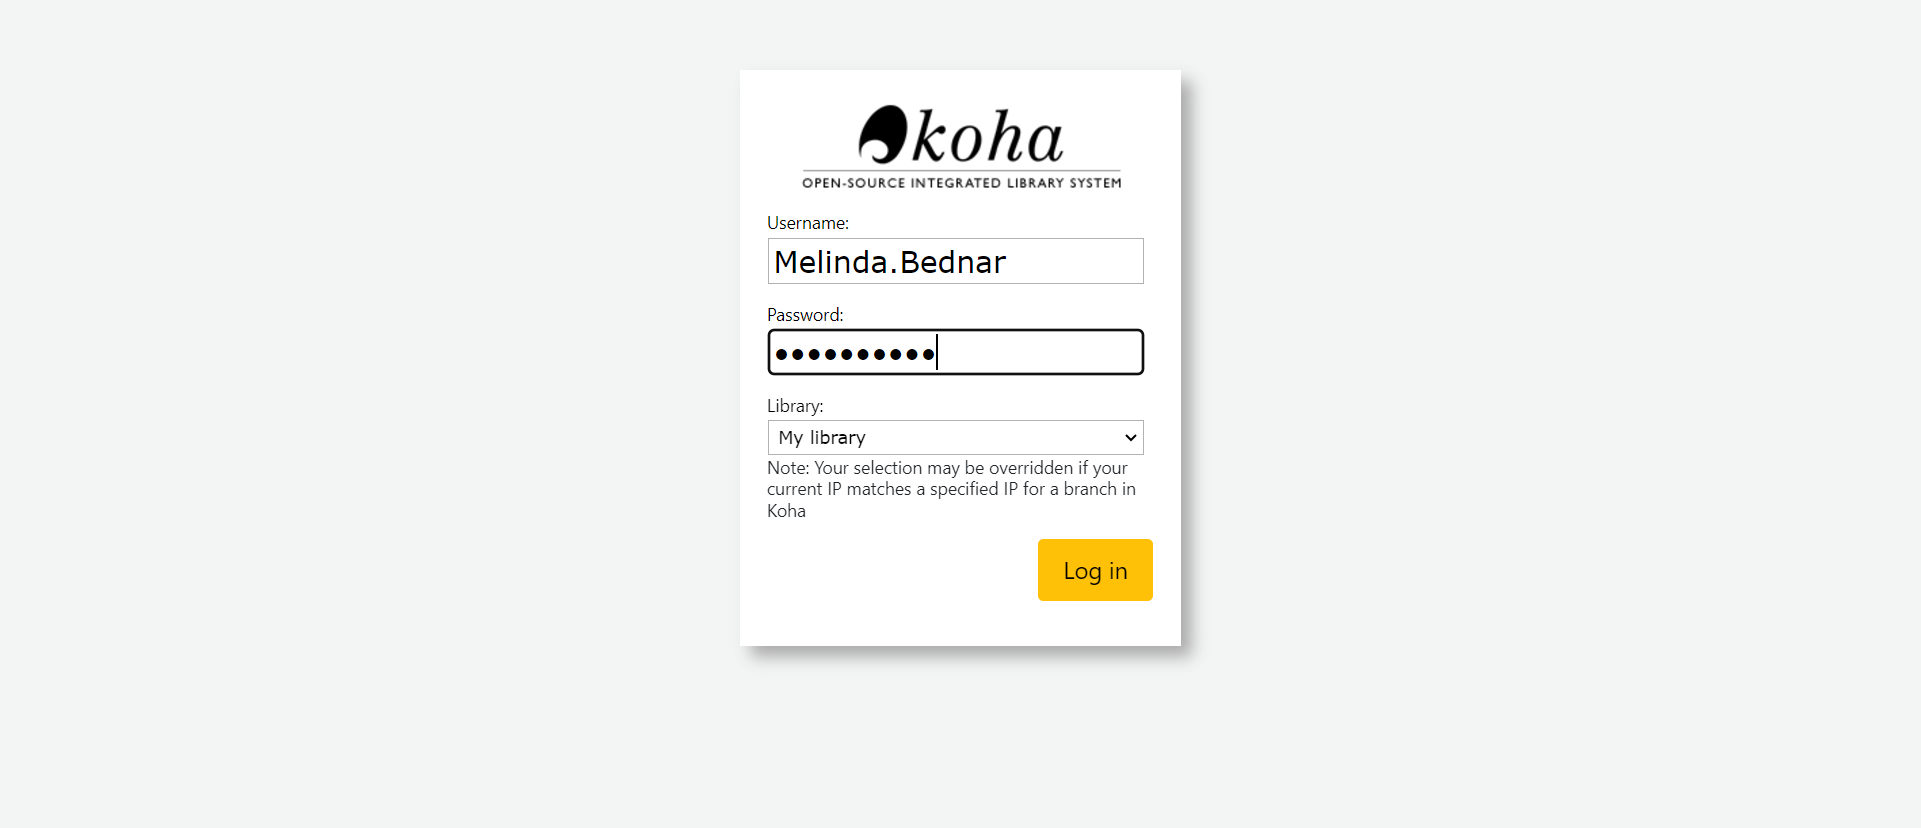 koha
OPEN-SOURCE INTEGRATED LIBRARY SYSTEM
Username:
Melinda.Bednar
Password:
••••••••••
Library:
My library
Note: Your selection may be overridden if your
current IP matches a specified IP for a branch in
Koha
Log in